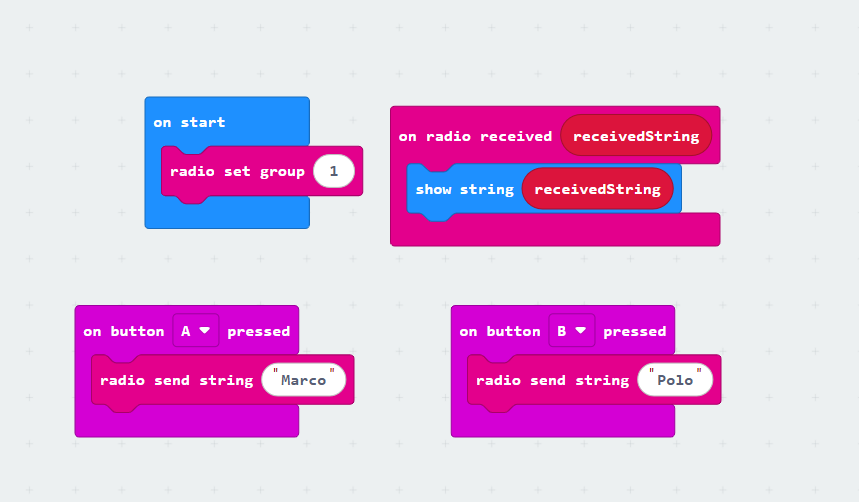 on start
radio set group 1
on radio received receivedString
show string receivedString
on button A pressed
radio send string "Marco"
on button B pressed
radio send string "Polo"